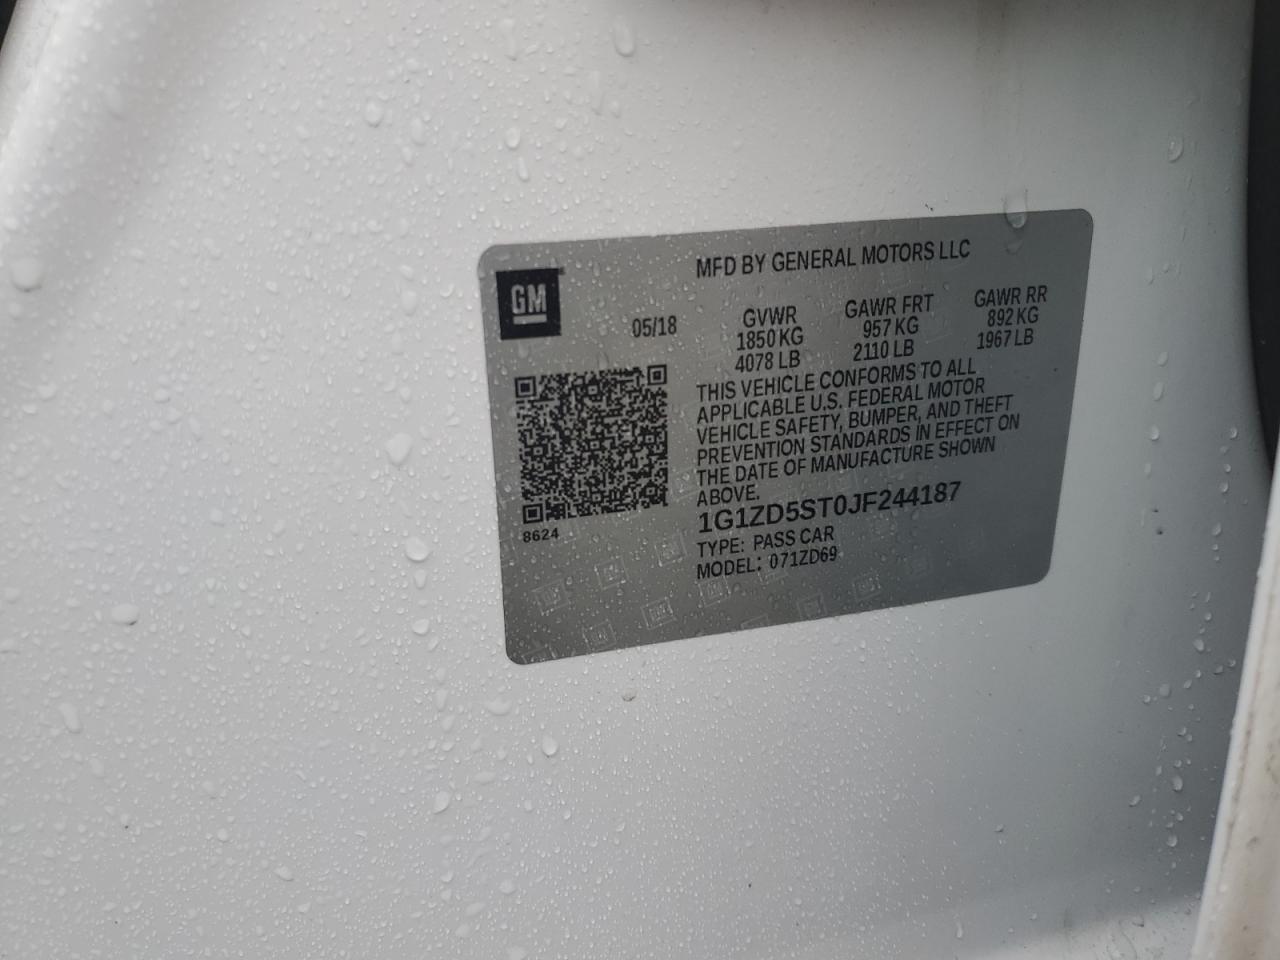 MFD BY GENERAL MOTORS LLC
GM
05/18
GVWR GAWR FRT GAWR RR
1850 KG 957 KG 892 KG
4078 LB 2110 LB 1967 LB
THIS VEHICLE CONFORMS TO ALL
APPLICABLE U.S. FEDERAL MOTOR
VEHICLE SAFETY, BUMPER, AND THEFT
PREVENTION STANDARDS IN EFFECT ON
THE DATE OF MANUFACTURE SHOWN
ABOVE.
1G1ZD5ST0JF244187
8624
TYPE: PASS CAR
MODEL: 071ZD69